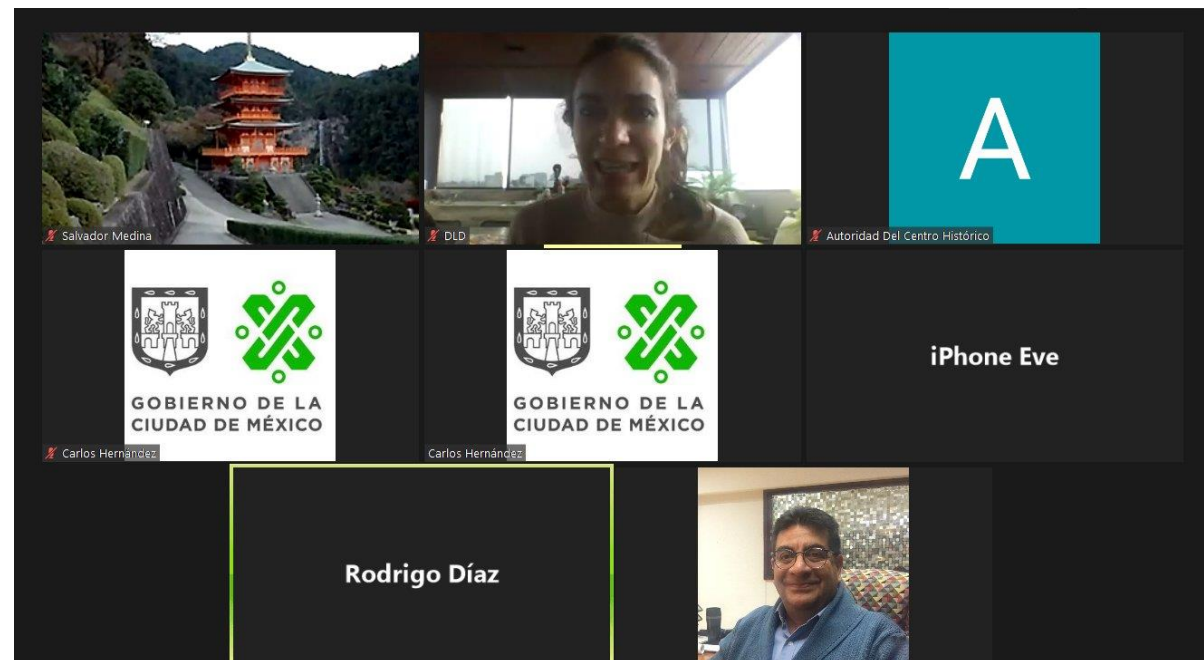 Salvador Medina
DLD
A
Autoridad Del Centro Histórico
GOBIERNO DE LA
CIUDAD DE MÉXICO
Carlos Hernández
GOBIERNO DE LA
CIUDAD DE MÉXICO
Carlos Hernández
iPhone Eve
Rodrigo Díaz